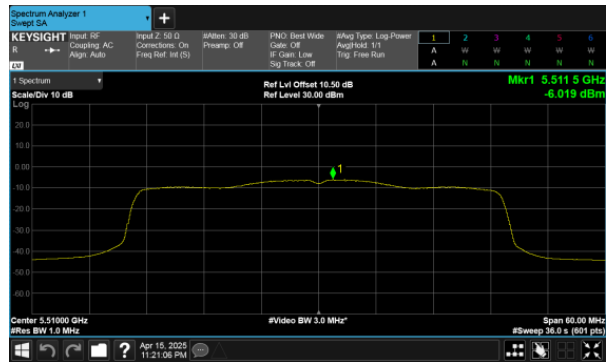 Spectrum Analyzer 1
Swept SA
KEYSIGHT Input: RF Input Z: 50 Ω #Atten: 30 dB PNO: Best Wide #Avg Type: Log-Power 1 2 3 4 5 6
R Coupling: AC Corrections: On Preamp: Off Gate: Off Avg|Hold: 1/1 A W W W W W
Align: Auto Freq Ref: Int (S) IF Gain: Low Trig: Free Run
LXI Sig Track: Off A N N N N N
1 Spectrum Ref Lvl Offset 10.50 dB Mkr1 5.511 5 GHz
Scale/Div 10 dB Ref Level 30.00 dBm -6.019 dBm
Log
20.0
10.0
0.00
1
-10.0
-20.0
-30.0
-40.0
-50.0
-60.0
Center 5.51000 GHz #Video BW 3.0 MHz* Span 60.00 MHz
#Res BW 1.0 MHz #Sweep 36.0 s (601 pts)
? Apr 15, 2025
11:21:06 PM